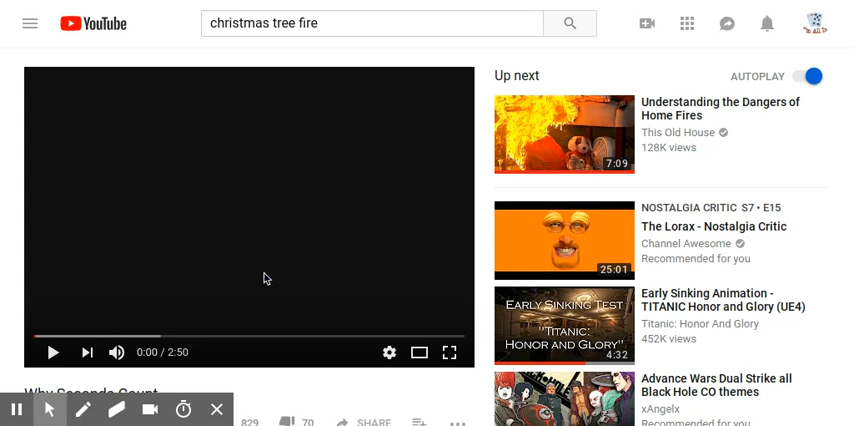 YouTube
christmas tree fire
Up next
AUTOPLAY
7:09
Understanding the Dangers of
Home Fires
This Old House
128K views
25:01
NOSTALGIA CRITIC S7 • E15
The Lorax - Nostalgia Critic
Channel Awesome
Recommended for you
EARLY SINKING TEST
"TITANIC:
HONOR AND GLORY"
4:32
Early Sinking Animation -
TITANIC Honor and Glory (UE4)
Titanic: Honor And Glory
452K views
Advance Wars Dual Strike all
Black Hole CO themes
xAngelx
Recommended for you
0:00 / 2:50
Why Seconds Count
829
70
SHARE